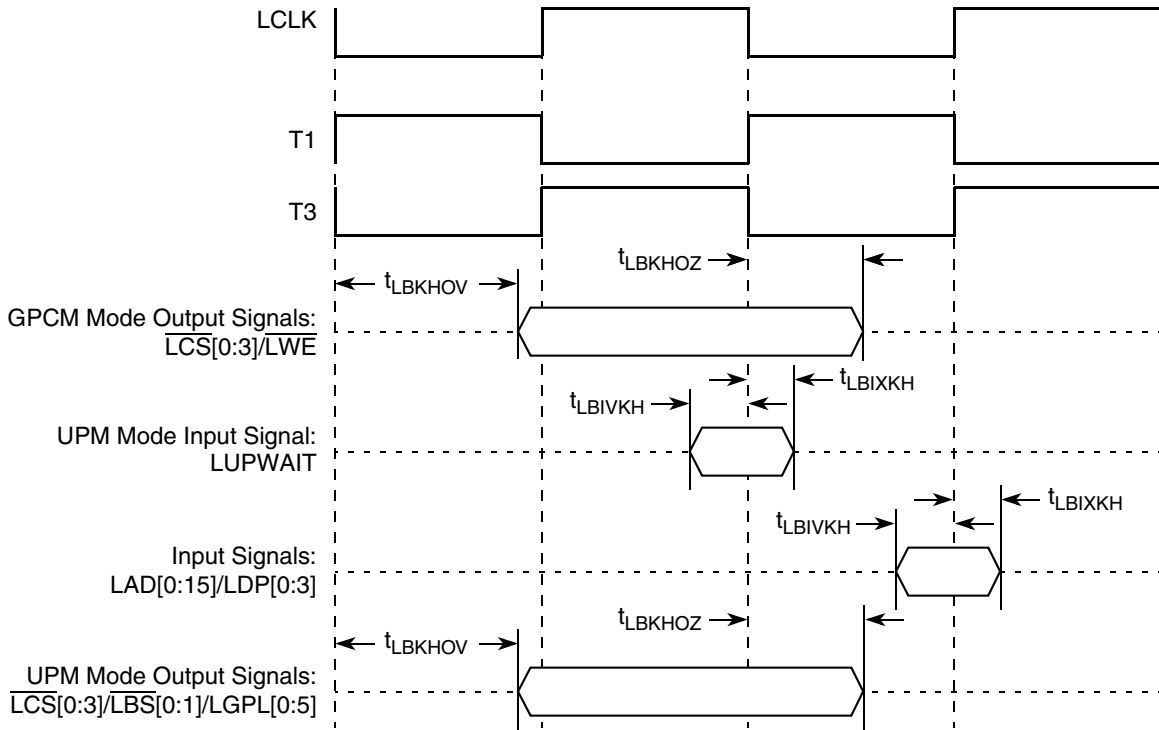 LCLK
T1
T3
tLBKHOZ
tLBKHOV
GPCM Mode Output Signals:
LCS[0:3]/LWE
tLBIXKH
tLBIVKH
UPM Mode Input Signal:
LUPWAIT
tLBIXKH
tLBIVKH
Input Signals:
LAD[0:15]/LDP[0:3]
tLBKHOZ
tLBKHOV
UPM Mode Output Signals:
LCS[0:3]/LBS[0:1]/LGPL[0:5]